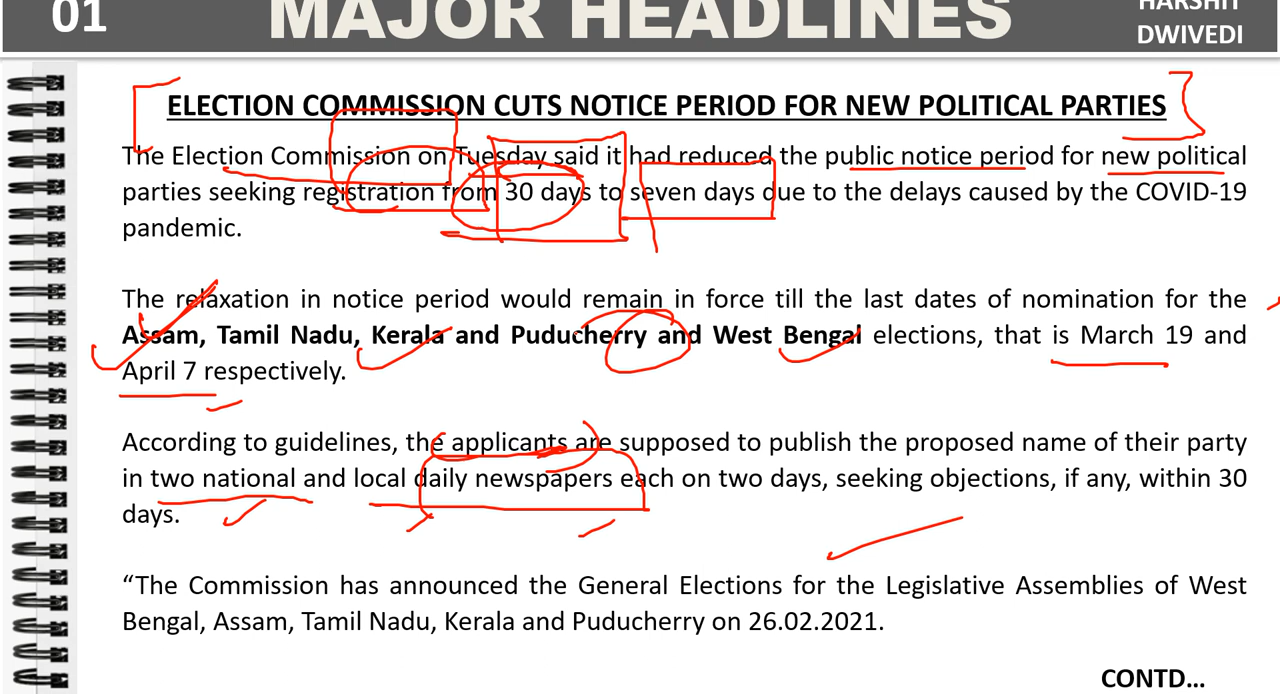 01
MAJOR HEADLINES
HARSHIT
DWIVEDI
ELECTION COMMISSION CUTS NOTICE PERIOD FOR NEW POLITICAL PARTIES
The Election Commission on Tuesday said it had reduced the public notice period for new political
parties seeking registration from 30 days to seven days due to the delays caused by the COVID-19
pandemic.
The relaxation in notice period would remain in force till the last dates of nomination for the
Assam, Tamil Nadu, Kerala and Puducherry and West Bengal elections, that is March 19 and
April 7 respectively.
According to guidelines, the applicants are supposed to publish the proposed name of their party
in two national and local daily newspapers each on two days, seeking objections, if any, within 30
days.
“The Commission has announced the General Elections for the Legislative Assemblies of West
Bengal, Assam, Tamil Nadu, Kerala and Puducherry on 26.02.2021.
CONTD...